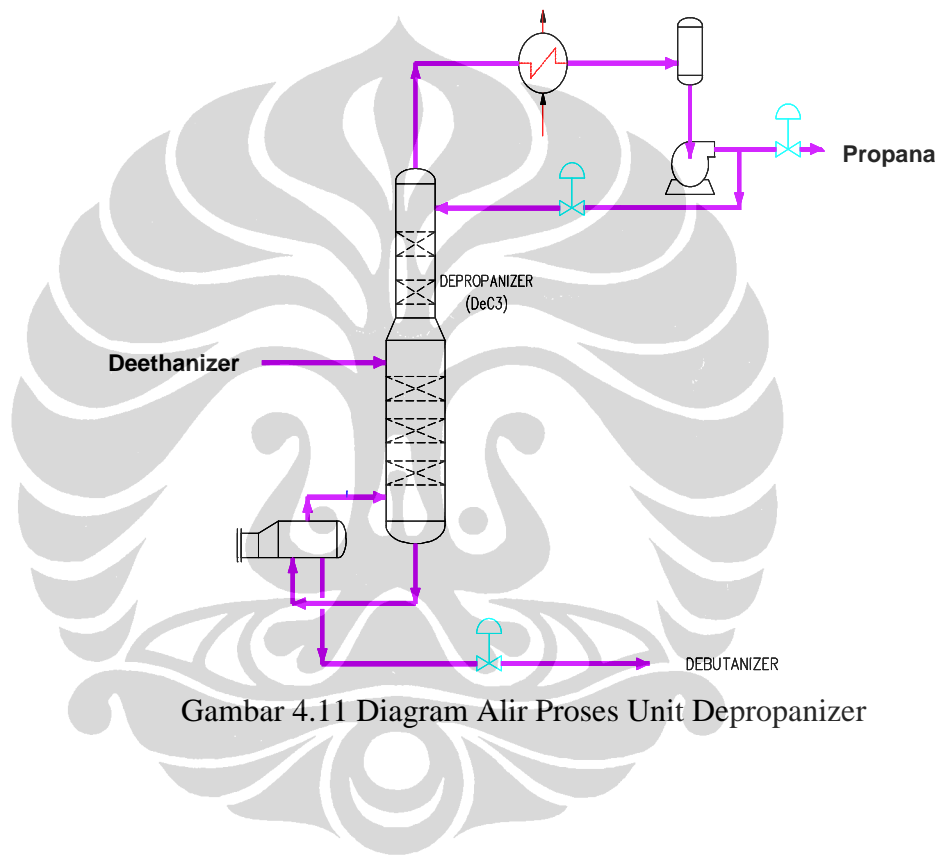 Propana
DEPROPANIZER
(DeC3)
Deethanizer
DEBUTANIZER
Gambar 4.11 Diagram Alir Proses Unit Depropanizer